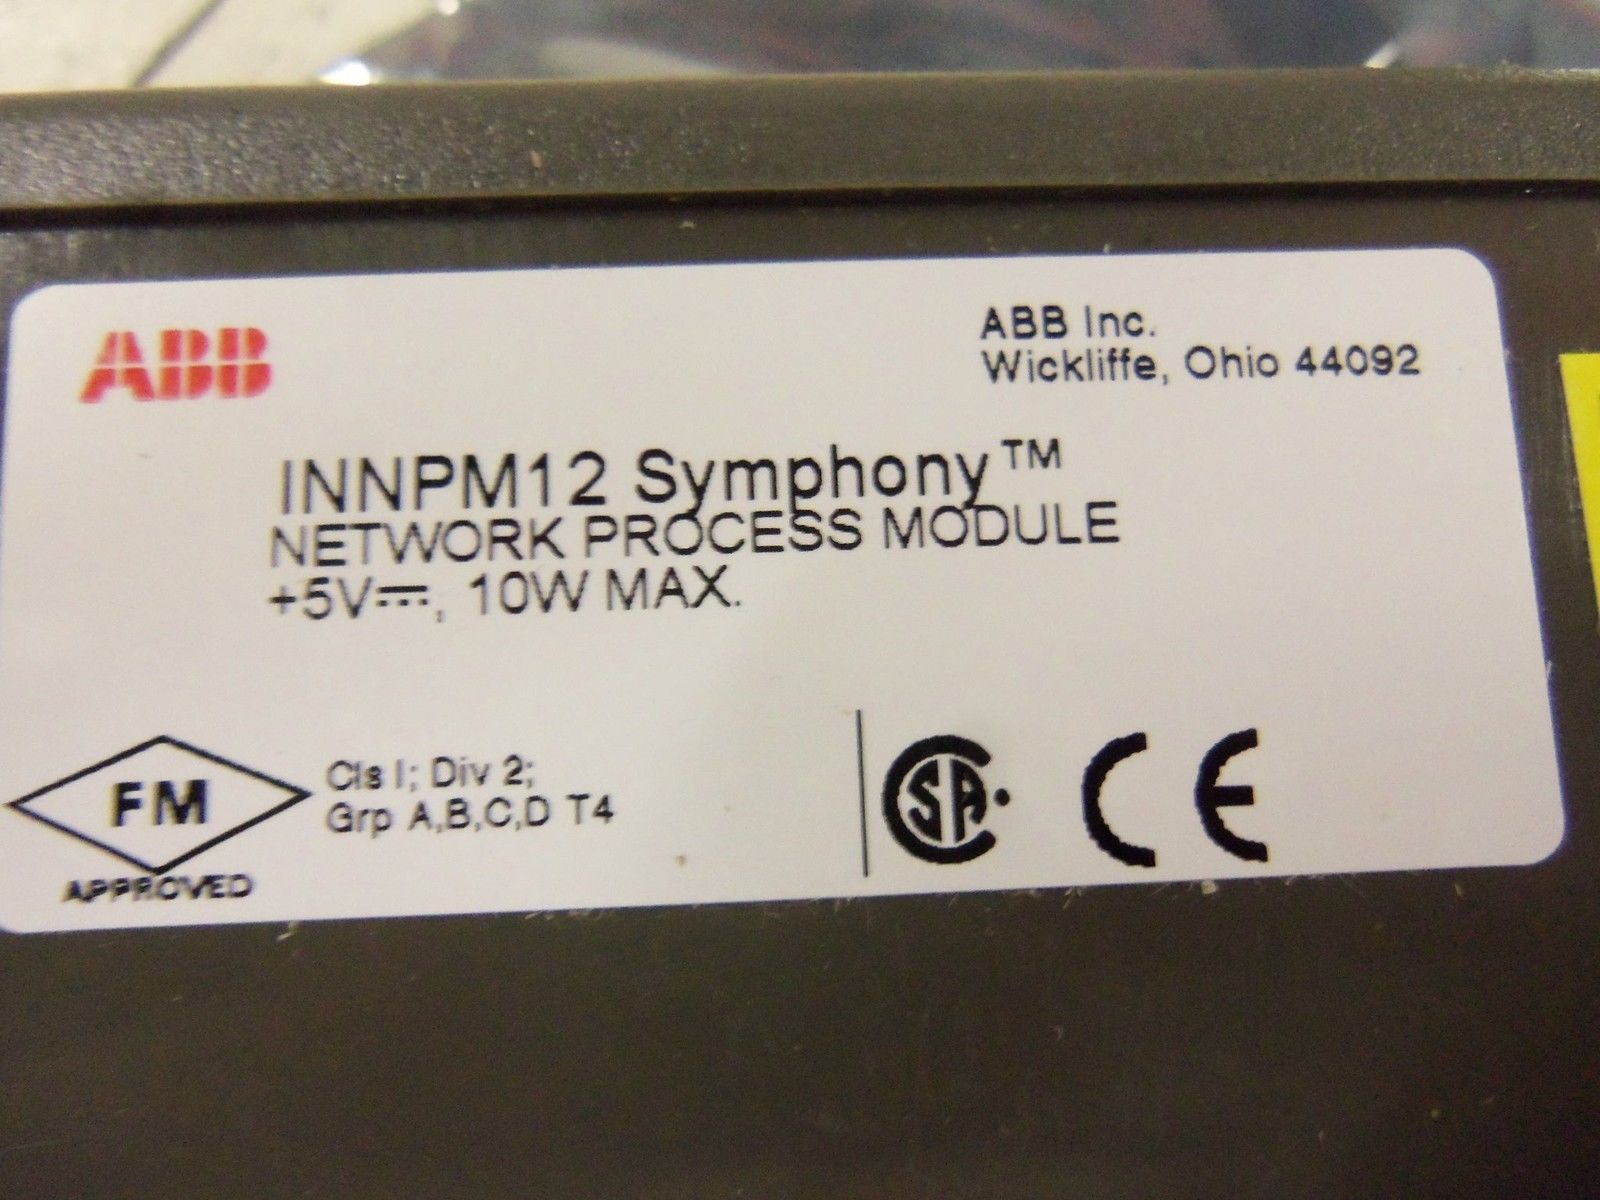 ABB
ABB Inc.
Wickliffe, Ohio 44092
INNPM12 Symphony™
NETWORK PROCESS MODULE
+5V⎓, 10W MAX.
FM
APPROVED
Cls I; Div 2;
Grp A,B,C,D T4
CSA
CE